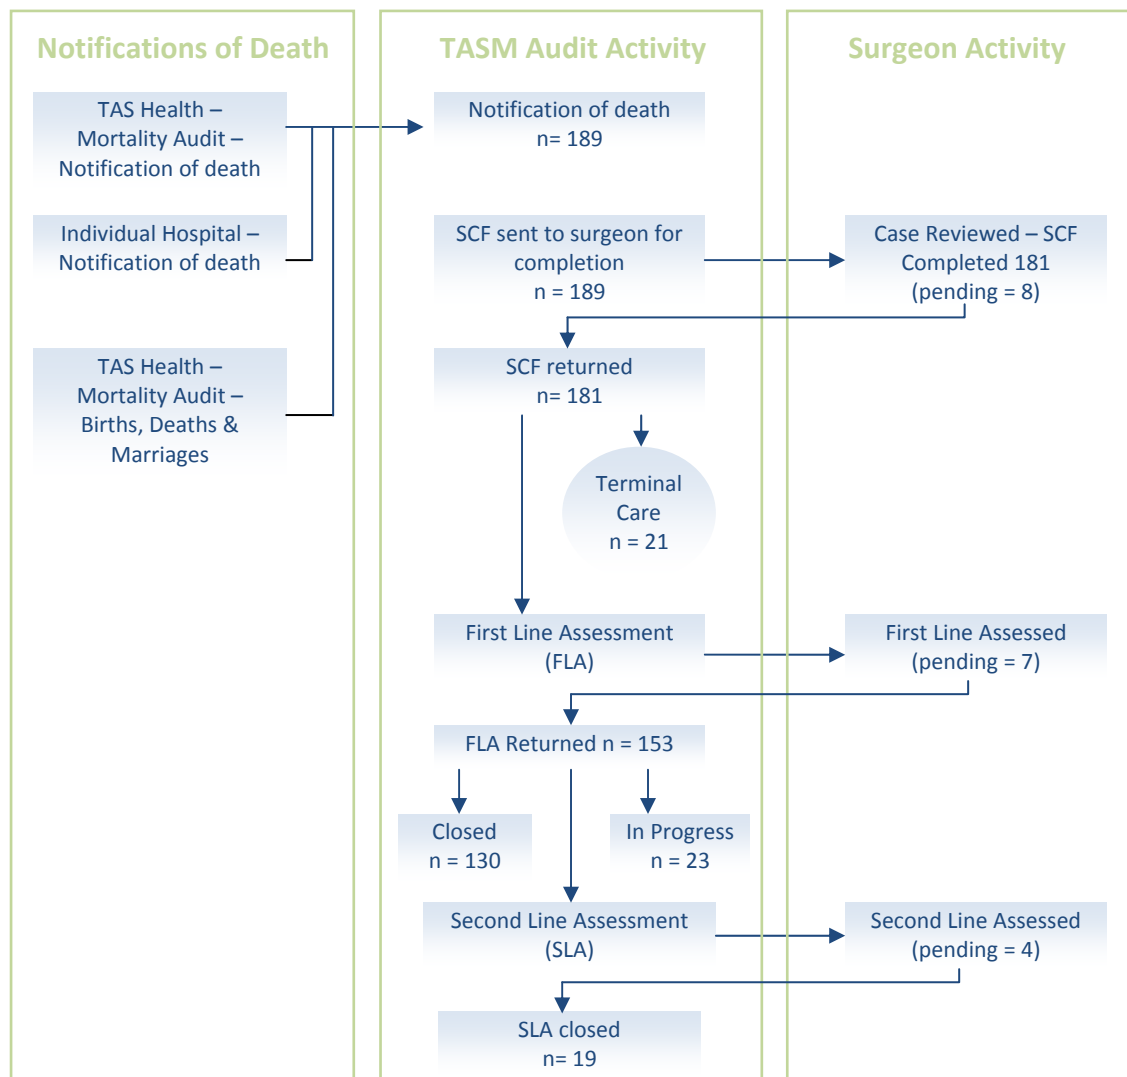 Notifications of Death
TAS Health –
Mortality Audit –
Notification of death
Individual Hospital –
Notification of death
TAS Health –
Mortality Audit –
Births, Deaths &
Marriages
TASM Audit Activity
Notification of death
n= 189
SCF sent to surgeon for
completion
n = 189
SCF returned
n= 181
Terminal
Care
n = 21
First Line Assessment
(FLA)
FLA Returned n = 153
Closed
n = 130
In Progress
n = 23
Second Line Assessment
(SLA)
SLA closed
n= 19
Surgeon Activity
Case Reviewed – SCF
Completed 181
(pending = 8)
First Line Assessed
(pending = 7)
Second Line Assessed
(pending = 4)